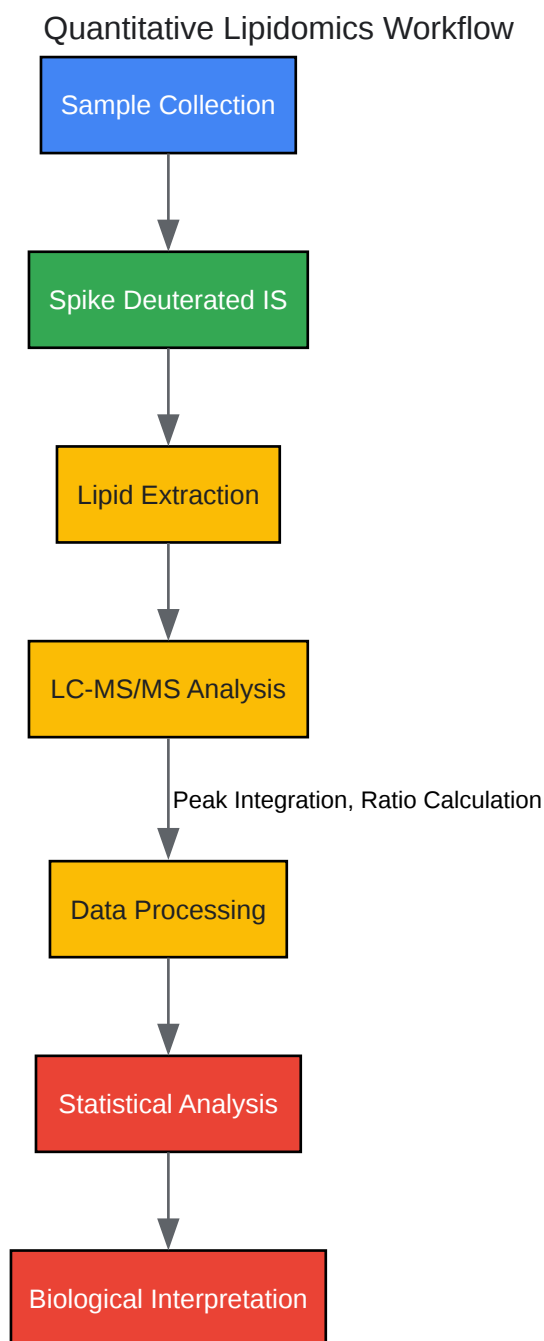 Quantitative Lipidomics Workflow
Sample Collection
Spike Deuterated IS
Lipid Extraction
LC-MS/MS Analysis
Peak Integration, Ratio Calculation
Data Processing
Statistical Analysis
Biological Interpretation